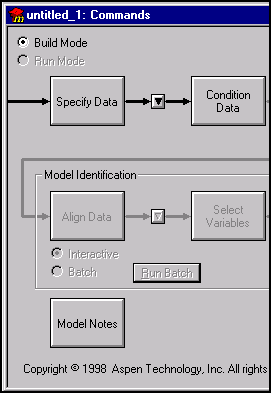 untitled_1: Commands
Build Mode
Run Mode
Specify Data
Condition
Data
Model Identification
Align Data
Select
Variables
Interactive
Batch
Run Batch
Model Notes
Copyright © 1998 Aspen Technology, Inc. All rights